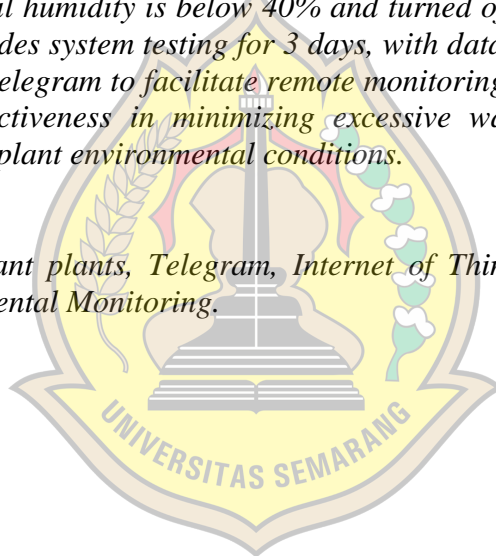 al humidity is below 40% and turned o
des system testing for 3 days, with data
elegram to facilitate remote monitoring
ctiveness in minimizing excessive wa
plant environmental conditions.
ant plants, Telegram, Internet of Thin
ental Monitoring.
UNIVERSITAS SEMARANG